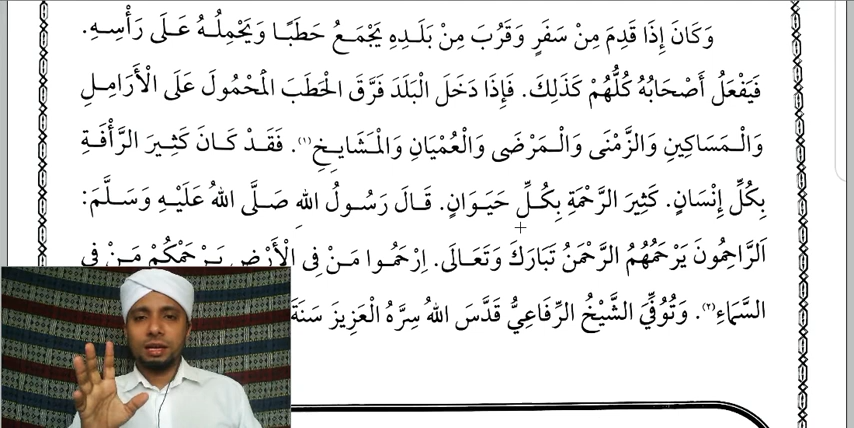 وَكَانَ إِذَا قَدِمَ مِنْ سَفَرٍ وَقَرُبَ مِنْ بَلَدِهِ يَجْمَعُ حَطَبًا وَيَحْمِلُهُ عَلَى رَأْسِهِ.
فَيَفْعَلُ أَصْحَابُهُ كُلُّهُمْ كَذَلِكَ. فَإِذَا دَخَلَ الْبَلَدَ فَرَّقَ الْحَطَبَ الْمَحْمُولَ عَلَى الْأَرَامِلِ
وَالْمَسَاكِينِ وَالزَّمْنَى وَالْمَرْضَى وَالْعُمْيَانِ وَالْمَشَايِخِ(١). فَقَدْ كَانَ كَثِيرَ الرَّأْفَةِ
بِكُلِّ إِنْسَانٍ. كَثِيرَ الرَّحْمَةِ بِكُلِّ حَيَوَانٍ. قَالَ رَسُولُ اللهِ صَلَّى اللهُ عَلَيْهِ وَسَلَّمَ:
اَلرَّاحِمُونَ يَرْحَمُهُمُ الرَّحْمَنُ تَبَارَكَ وَتَعَالَى. اِرْحَمُوا مَنْ فِي الْأَرْضِ يَرْحَمْكُمْ مَنْ فِي
السَّمَاءِ(٢). وَتُوُفِّيَ الشَّيْخُ الرِّفَاعِيُّ قَدَّسَ اللهُ سِرَّهُ الْعَزِيزَ سَنَةَ